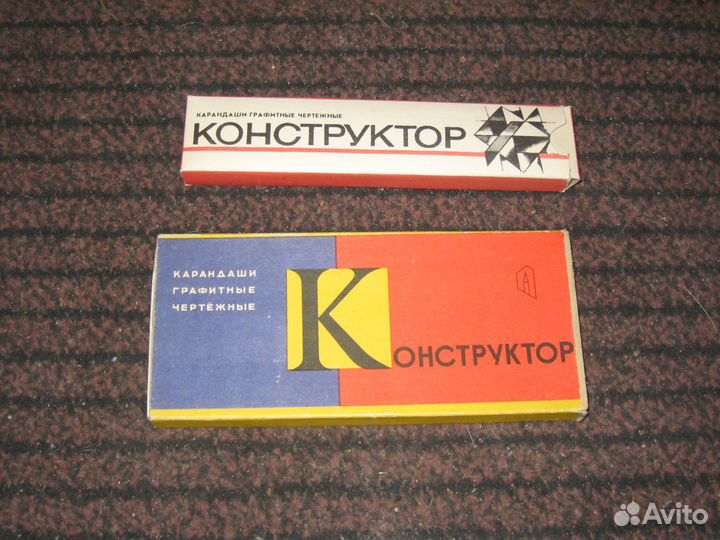 КАРАНДАШИ ГРАФИТНЫЕ ЧЕРТЕЖНЫЕ
КОНСТРУКТОР
КАРАНДАШИ
ГРАФИТНЫЕ
ЧЕРТЁЖНЫЕ
КОНСТРУКТОР
Avito